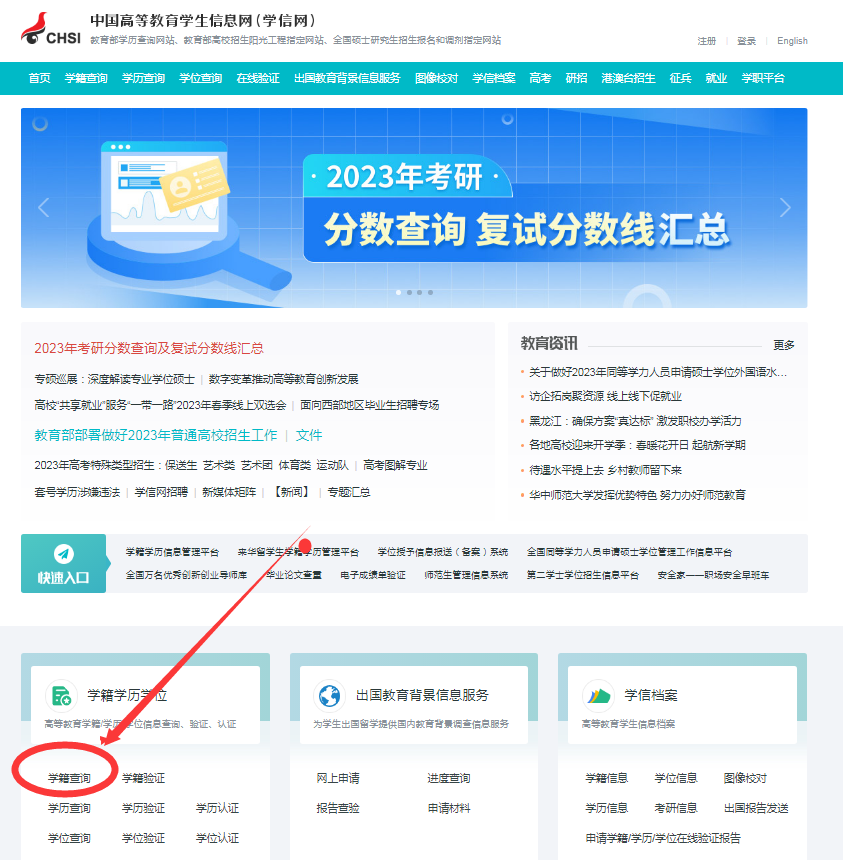 中国高等教育学生信息网(学信网)
CHSI
教育部学历查询网站、教育部高校招生阳光工程指定网站、全国硕士研究生招生报名和调剂指定网站
注册 | 登录 | English
首页 学籍查询 学历查询 学位查询 在线验证 出国教育背景信息服务 图像校对 学信档案 高考 研招 港澳台招生 征兵 就业 学职平台
· 2023年考研 ·
分数查询 复试分数线汇总
2023年考研分数查询及复试分数线汇总
专硕巡展:深度解读专业学位硕士 | 数字变革推动高等教育创新发展
高校“共享就业”服务“一带一路”2023年春季线上双选会 | 面向西部地区毕业生招聘专场
教育部部署做好2023年普通高校招生工作 | 文件
2023年高考特殊类型招生:保送生 艺术类 艺术团 体育类 运动队 | 高考图解专业
套号学历涉嫌违法 | 学信网招聘 | 新媒体矩阵 | 【新闻】 | 专题汇总
教育资讯 更多
关于做好2023年同等学力人员申请硕士学位外国语水...
访企拓岗聚资源 线上线下促就业
黑龙江:确保方案“真达标” 激发职校办学活力
各地高校迎来开学季:春暖花开日 起航新学期
待遇水平提上去 乡村教师留下来
华中师范大学发挥优势特色 努力办好师范教育
快速入口
学籍学历信息管理平台 来华留学生学籍学历管理平台 学位授予信息报送(备案)系统 全国同等学力人员申请硕士学位管理工作信息平台
全国万名优秀创新创业导师库 毕业论文查重 电子成绩单验证 师范生管理信息系统 第二学士学位招生信息平台 安全家——职场安全早班车
学籍学历学位
高等教育学籍/学历/学位信息查询、验证、认证
学籍查询 学籍验证
学历查询 学历验证 学历认证
学位查询 学位验证 学位认证
出国教育背景信息服务
为学生出国留学提供国内教育背景调查信息服务
网上申请 进度查询
报告查验 申请材料
学信档案
高等教育学生信息档案
学籍信息 学位信息 图像校对
学历信息 考研信息 出国报告发送
申请学籍/学历/学位在线验证报告